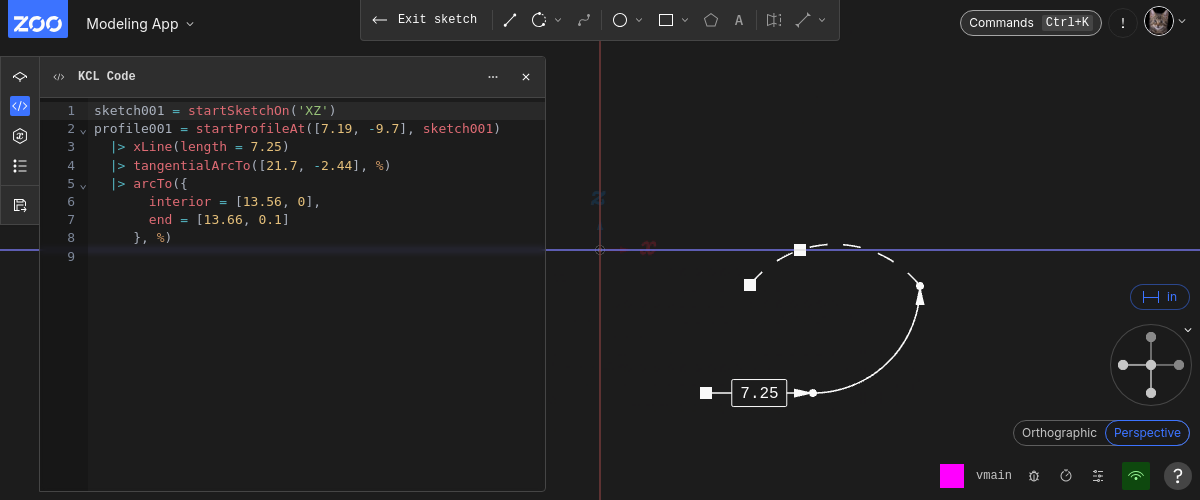 ZOO
Modeling App
Exit sketch
A
Commands Ctrl+K
!
KCL Code
1 sketch001 = startSketchOn('XZ')
2 profile001 = startProfileAt([7.19, -9.7], sketch001)
3 |> xLine(length = 7.25)
4 |> tangentialArcTo([21.7, -2.44], %)
5 |> arcTo({
6 interior = [13.56, 0],
7 end = [13.66, 0.1]
8 }, %)
9
z
x
7.25
in
Orthographic Perspective
vmain
?